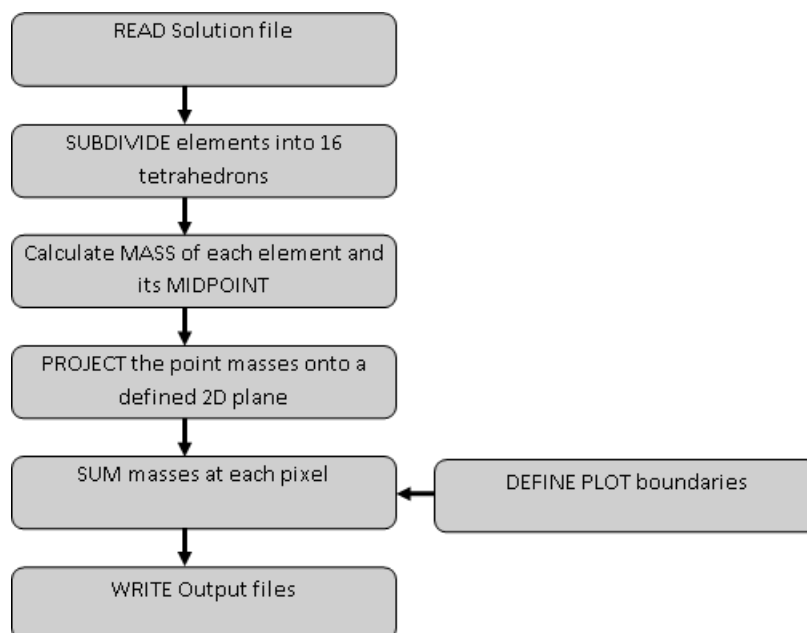 READ Solution file
SUBDIVIDE elements into 16
tetrahedrons
Calculate MASS of each element and
its MIDPOINT
PROJECT the point masses onto a
defined 2D plane
SUM masses at each pixel
DEFINE PLOT boundaries
WRITE Output files